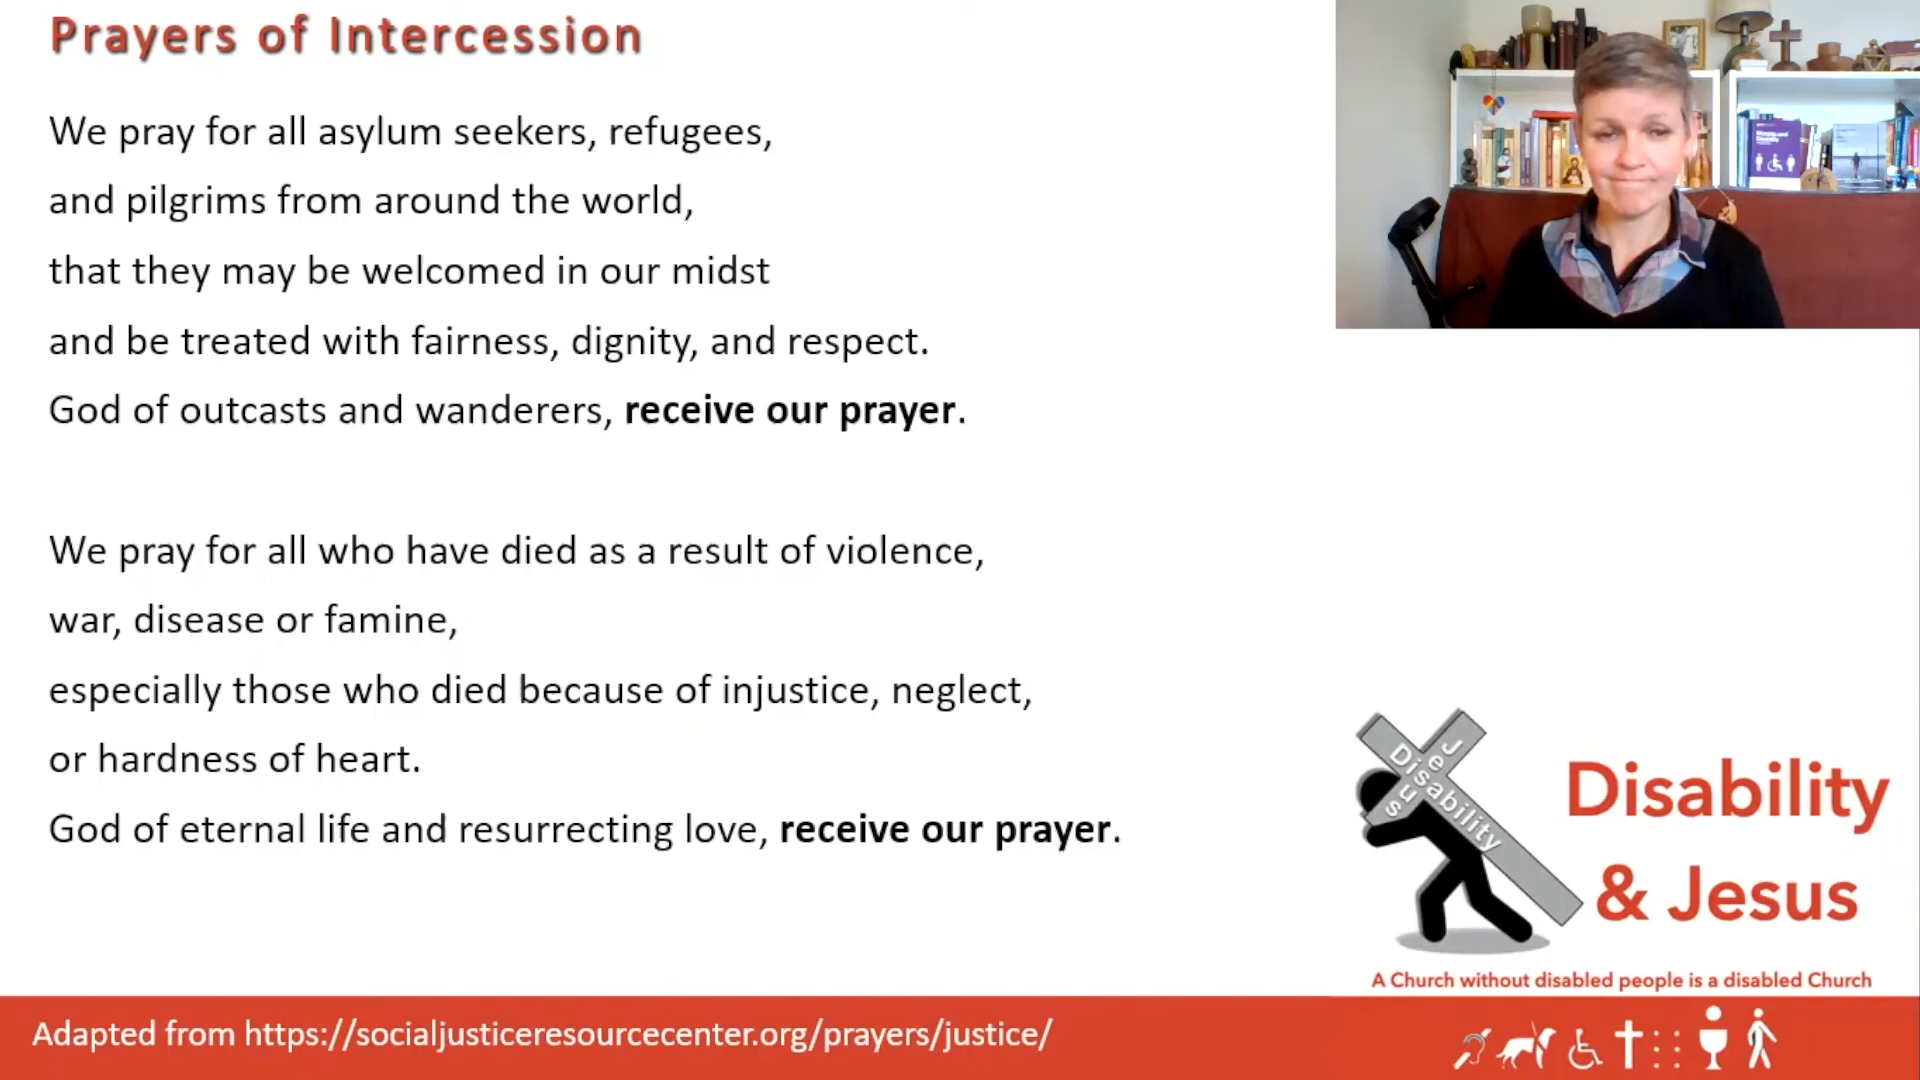 Prayers of Intercession
We pray for all asylum seekers, refugees,
and pilgrims from around the world,
that they may be welcomed in our midst
and be treated with fairness, dignity, and respect.
God of outcasts and wanderers, receive our prayer.
We pray for all who have died as a result of violence,
war, disease or famine,
especially those who died because of injustice, neglect,
or hardness of heart.
God of eternal life and resurrecting love, receive our prayer.
Jesus
Disability
Disability
& Jesus
A Church without disabled people is a disabled Church
Adapted from https://socialjusticeresourcecenter.org/prayers/justice/